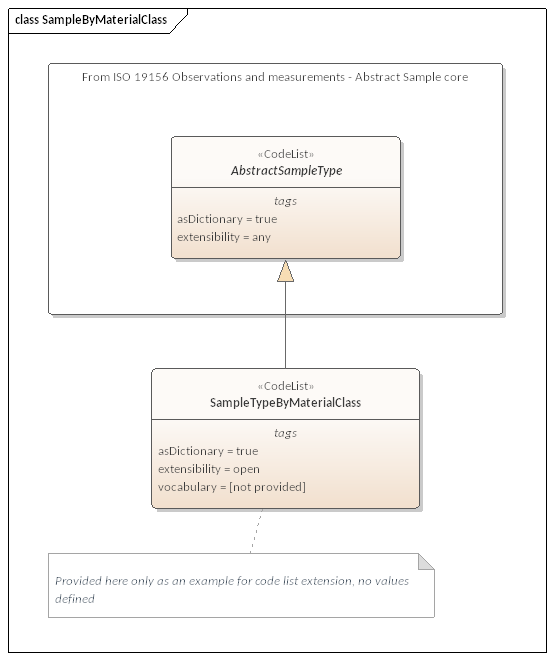 class SampleByMaterialClass
From ISO 19156 Observations and measurements - Abstract Sample core
«CodeList»
AbstractSampleType
tags
asDictionary = true
extensibility = any
«CodeList»
SampleTypeByMaterialClass
tags
asDictionary = true
extensibility = open
vocabulary = [not provided]
Provided here only as an example for code list extension, no values
defined